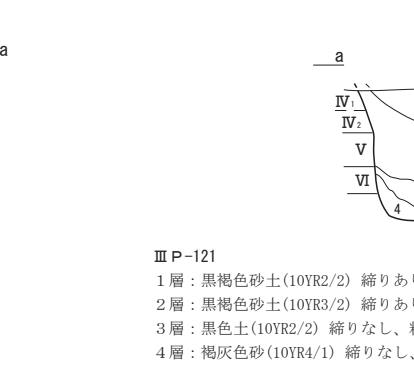 a
a
Ⅳ₁
Ⅳ₂
Ⅴ
Ⅵ
4
ⅢＰ-121
１層：黒褐色砂土(10YR2/2) 締りあ
２層：黒褐色砂土(10YR3/2) 締りあ
３層：黒色土(10YR2/2) 締りなし、
４層：褐灰色砂(10YR4/1) 締りなし、